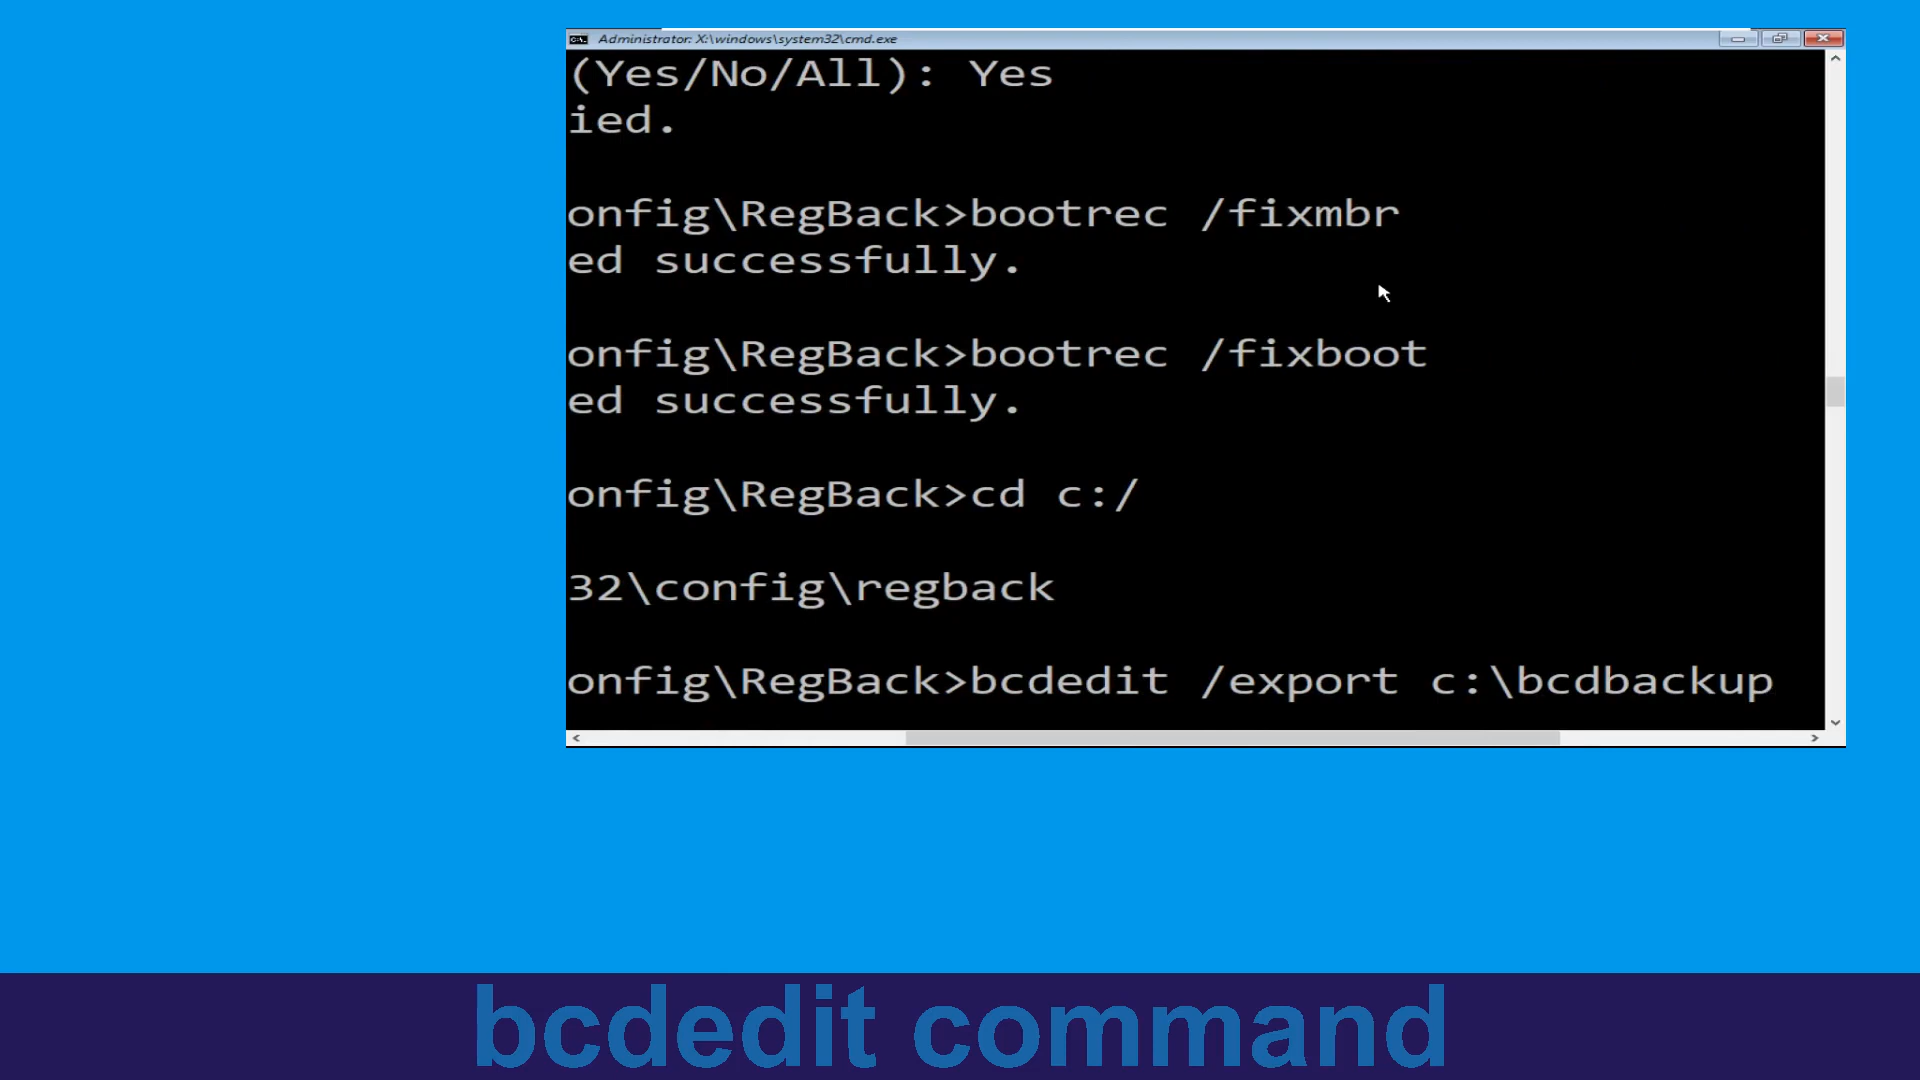 Administrator: X:\windows\system32\cmd.exe
(Yes/No/All): Yes
ied.
onfig\RegBack>bootrec /fixmbr
ed successfully.
onfig\RegBack>bootrec /fixboot
ed successfully.
onfig\RegBack>cd c:/
32\config\regback
onfig\RegBack>bcdedit /export c:\bcdbackup
bcdedit command